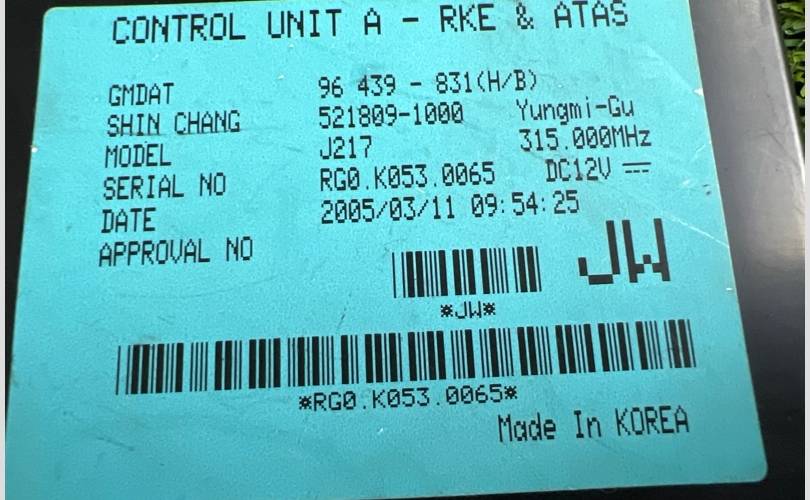 CONTROL UNIT A - RKE & ATAS
GMDAT 96 439 - 831(H/B)
SHIN CHANG 521809-1000 Yungmi-Gu
MODEL J217 315.000MHz
SERIAL NO RG0.K053.0065 DC12V
DATE 2005/03/11 09:54:25
APPROVAL NO
JW
*JW*
*RG0.K053.0065*
Made In KOREA